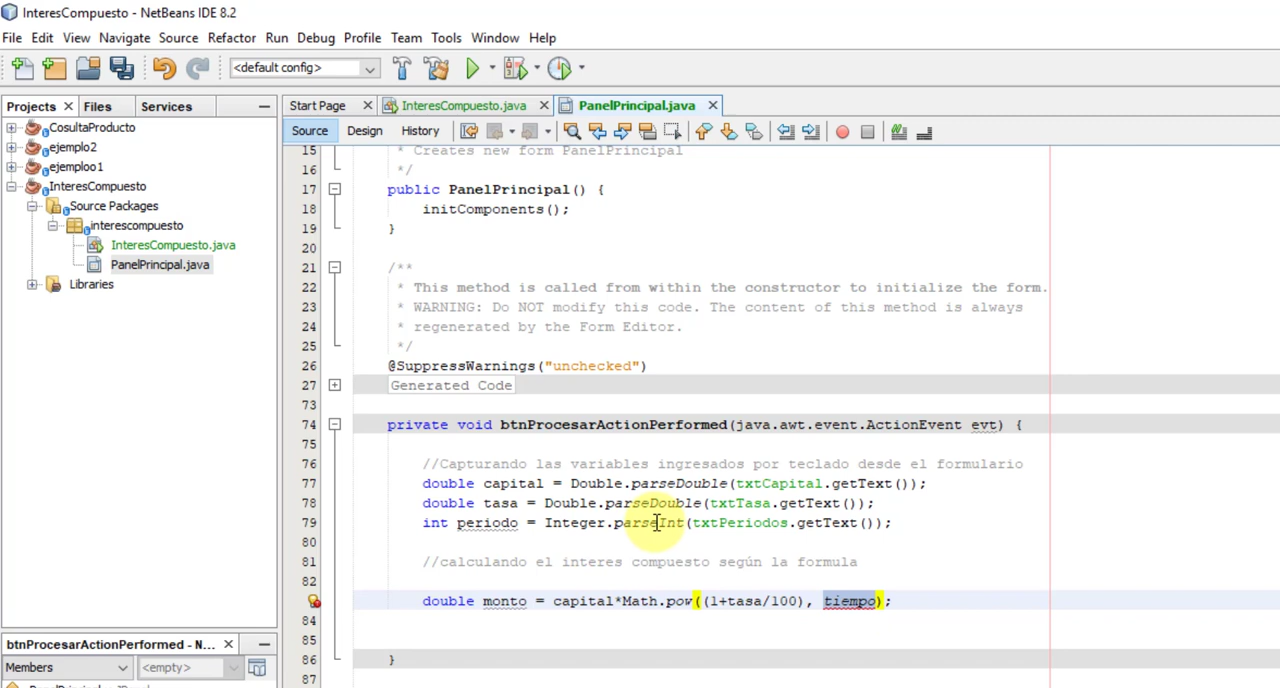 InteresCompuesto - NetBeans IDE 8.2
File Edit View Navigate Source Refactor Run Debug Profile Team Tools Window Help
<default config>
Projects Files Services
Start Page InteresCompuesto.java PanelPrincipal.java
Source Design History
CosultaProducto
ejemplo2
ejemploo1
InteresCompuesto
Source Packages
interescompuesto
InteresCompuesto.java
PanelPrincipal.java
Libraries
15 * Creates new form PanelPrincipal
16 */
17 public PanelPrincipal() {
18 initComponents();
19 }
20
21 /**
22 * This method is called from within the constructor to initialize the form.
23 * WARNING: Do NOT modify this code. The content of this method is always
24 * regenerated by the Form Editor.
25 */
26 @SuppressWarnings("unchecked")
27 Generated Code
73
74 private void btnProcesarActionPerformed(java.awt.event.ActionEvent evt) {
75
76 //Capturando las variables ingresados por teclado desde el formulario
77 double capital = Double.parseDouble(txtCapital.getText());
78 double tasa = Double.parseDouble(txtTasa.getText());
79 int periodo = Integer.parseInt(txtPeriodos.getText());
80
81 //calculando el interes compuesto según la formula
82
double monto = capital*Math.pow((1+tasa/100), tiempo);
84
85
86 }
87
btnProcesarActionPerformed - N...
Members <empty>